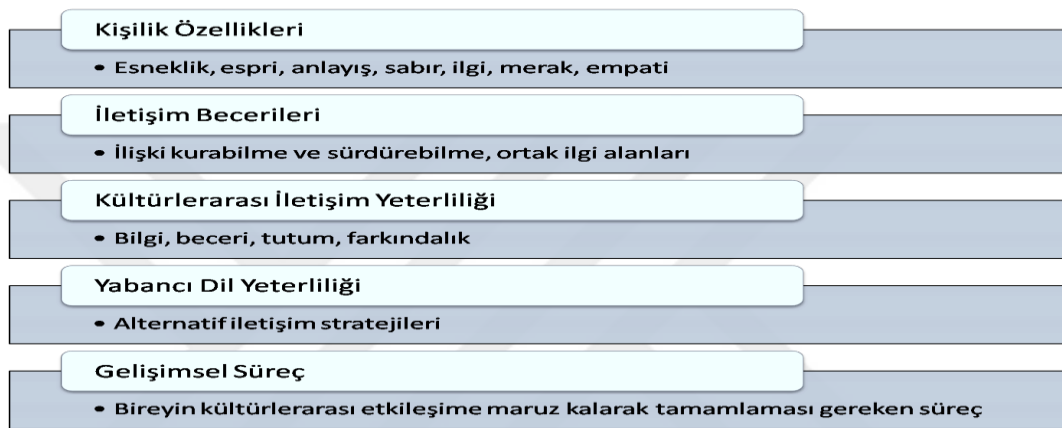 Kişilik Özellikleri
• Esneklik, espri, anlayış, sabır, ilgi, merak, empati
İletişim Becerileri
• İlişki kurabilme ve sürdürebilme, ortak ilgi alanları
Kültürlerarası İletişim Yeterliliği
• Bilgi, beceri, tutum, farkındalık
Yabancı Dil Yeterliliği
• Alternatif iletişim stratejileri
Gelişimsel Süreç
• Bireyin kültürlerarası etkileşime maruz kalarak tamamlaması gereken süreç